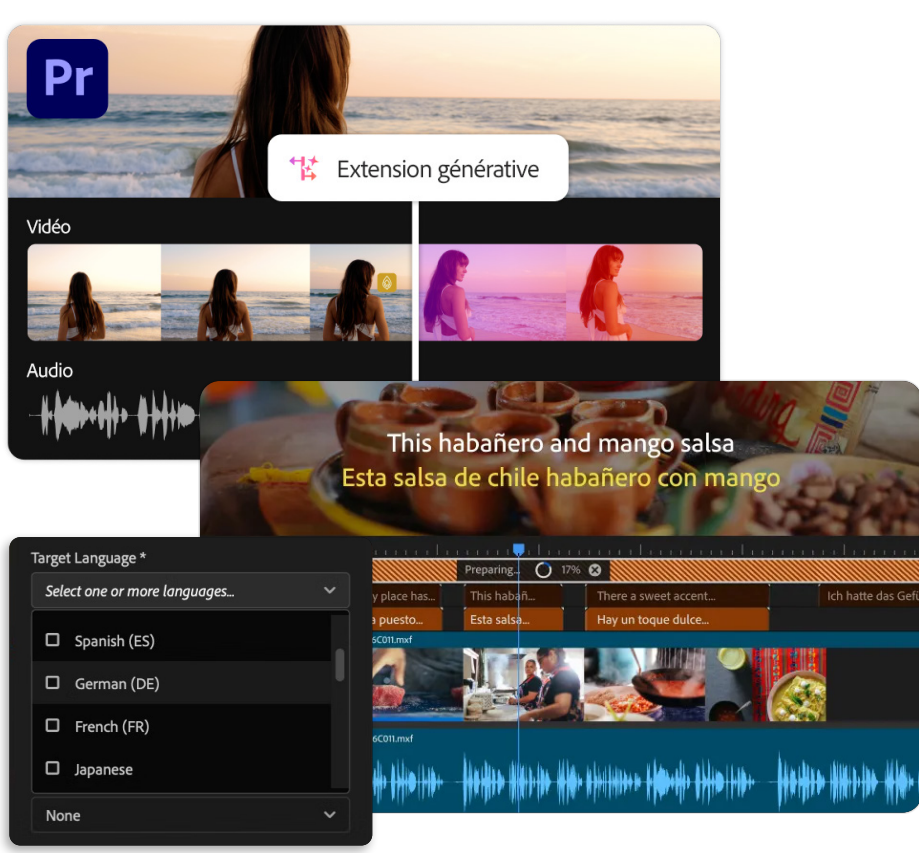 Pr
Extension générative
Vidéo
Audio
This habañero and mango salsa
Esta salsa de chile habañero con mango
Target Language *
Select one or more languages...
Spanish (ES)
German (DE)
French (FR)
Japanese
None
Preparing... 17%
y place has... This habañ... There a sweet accent... Ich hatte das Gefü
puesto... Esta salsa... Hay un toque dulce...
6C011.mxf
6C011.mxf